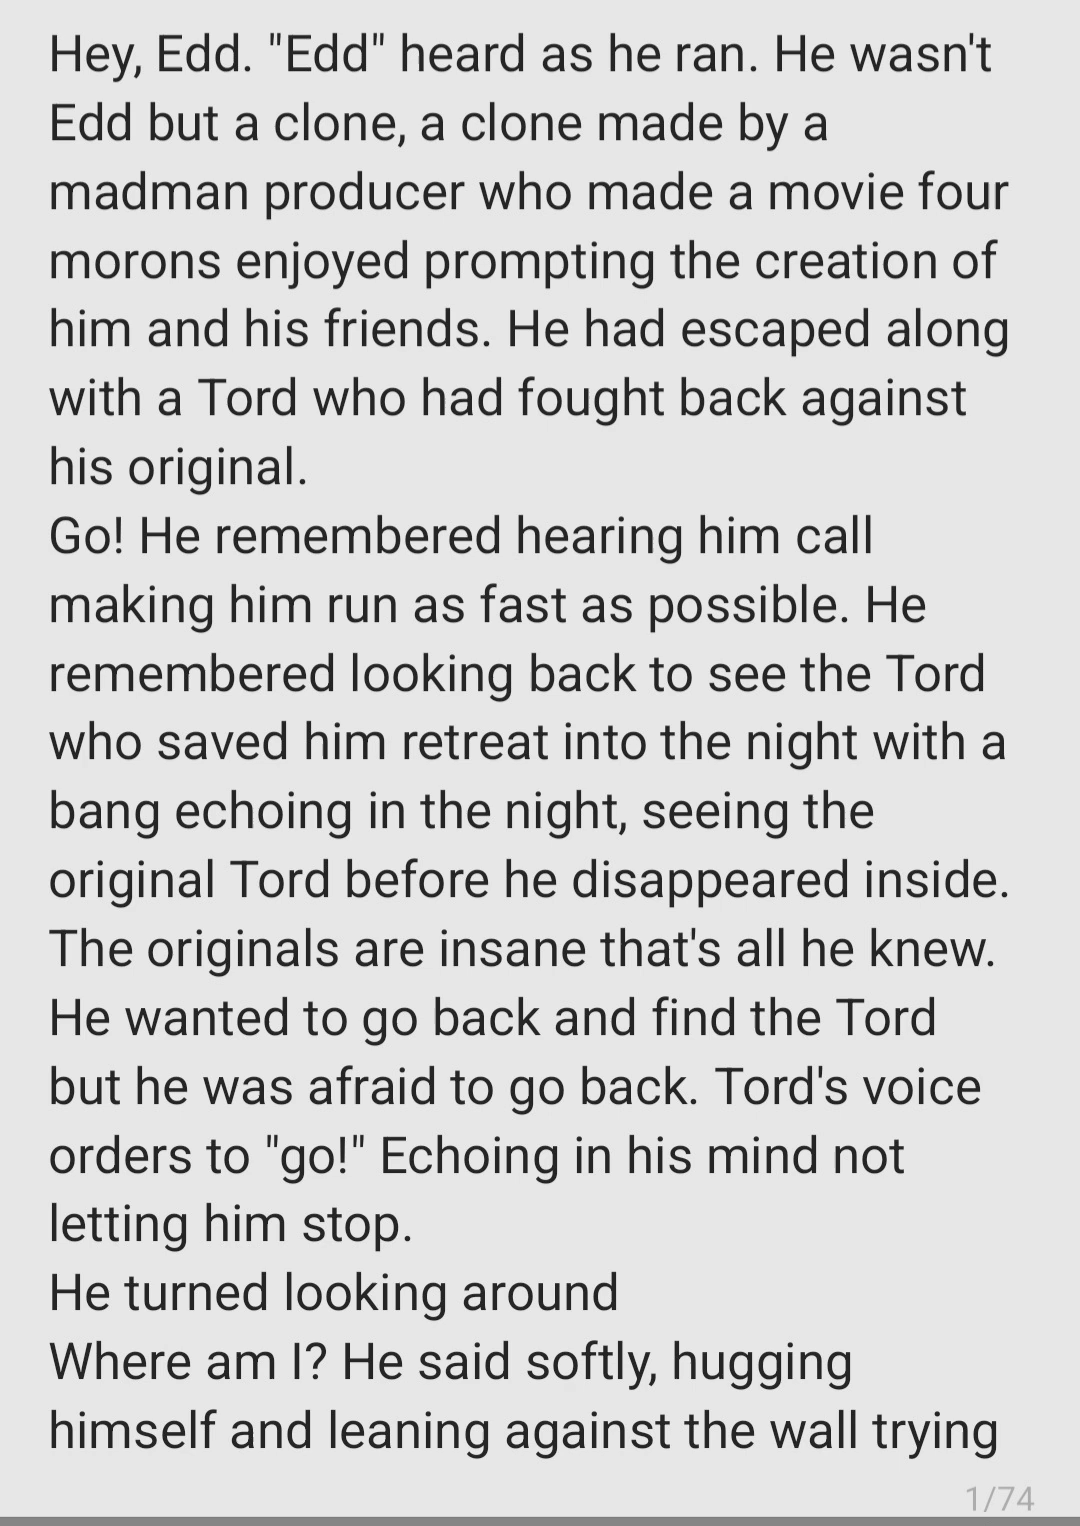 Hey, Edd. "Edd" heard as he ran. He wasn't
Edd but a clone, a clone made by a
madman producer who made a movie four
morons enjoyed prompting the creation of
him and his friends. He had escaped along
with a Tord who had fought back against
his original.
Go! He remembered hearing him call
making him run as fast as possible. He
remembered looking back to see the Tord
who saved him retreat into the night with a
bang echoing in the night, seeing the
original Tord before he disappeared inside.
The originals are insane that's all he knew.
He wanted to go back and find the Tord
but he was afraid to go back. Tord's voice
orders to "go!" Echoing in his mind not
letting him stop.
He turned looking around
Where am I? He said softly, hugging
himself and leaning against the wall trying
1/74